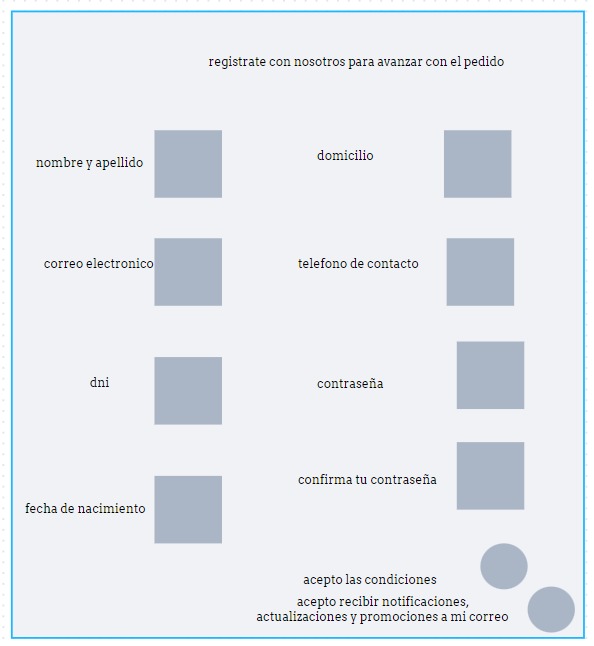 registrate con nosotros para avanzar con el pedido
nombre y apellido
domicilio
correo electronico
telefono de contacto
dni
contraseña
fecha de nacimiento
confirma tu contraseña
acepto las condiciones
acepto recibir notificaciones,
actualizaciones y promociones a mi correo